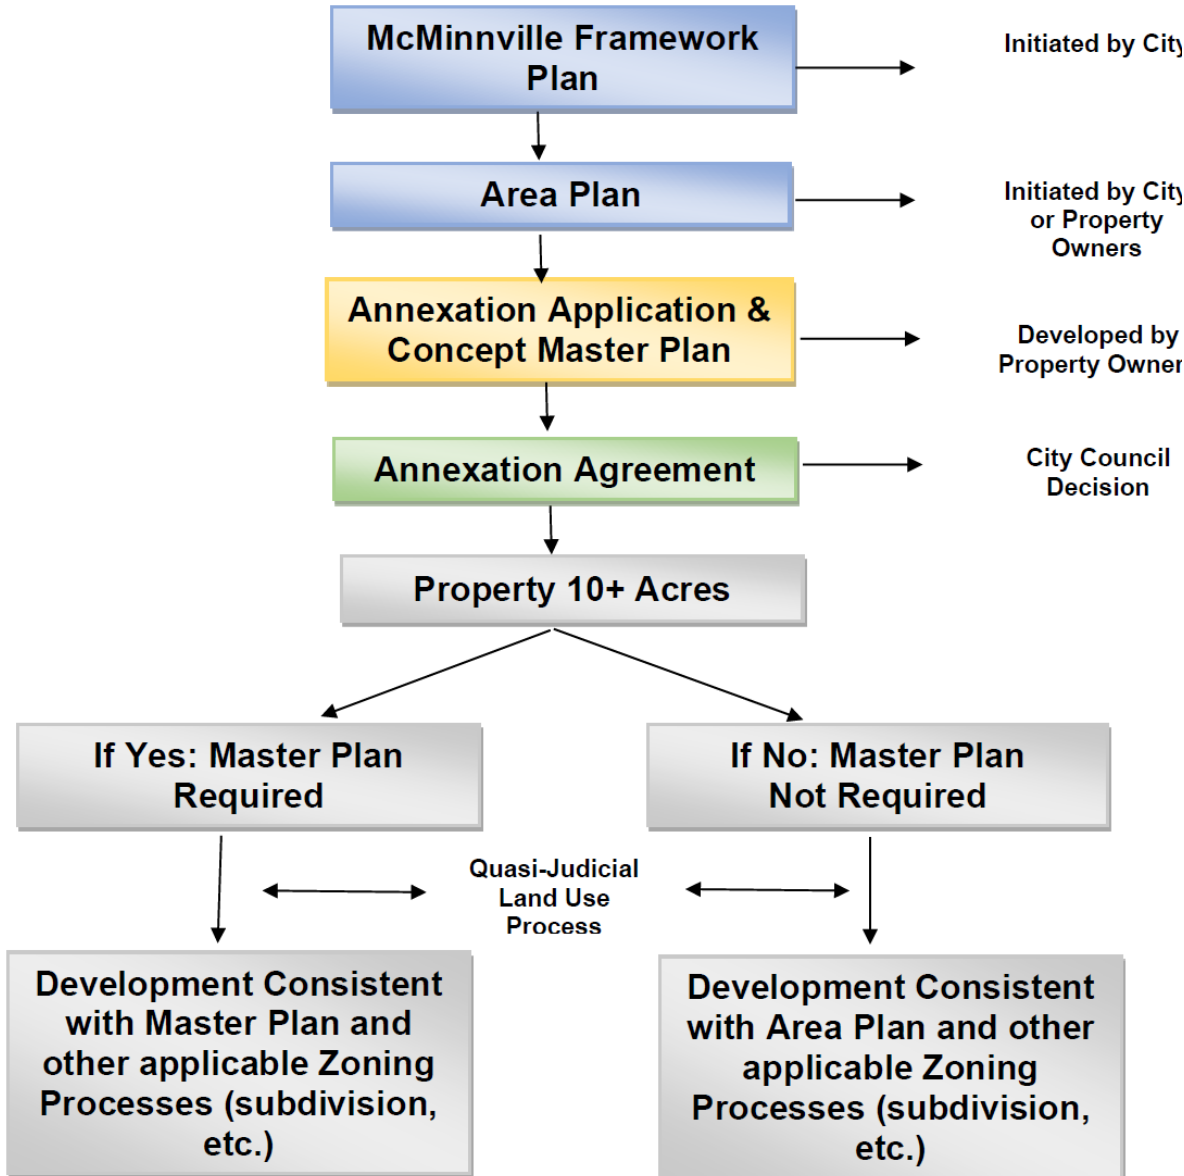 McMinnville Framework
Plan
Initiated by City
Area Plan
Initiated by City
or Property
Owners
Annexation Application &
Concept Master Plan
Developed by
Property Owner
Annexation Agreement
City Council
Decision
Property 10+ Acres
If Yes: Master Plan
Required
If No: Master Plan
Not Required
Quasi-Judicial
Land Use
Process
Development Consistent
with Master Plan and
other applicable Zoning
Processes (subdivision,
etc.)
Development Consistent
with Area Plan and other
applicable Zoning
Processes (subdivision,
etc.)